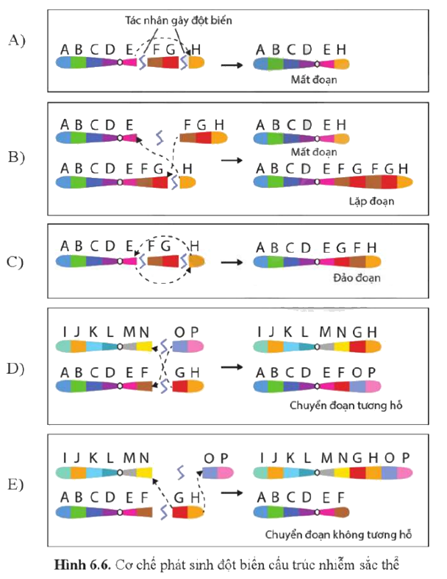 Tác nhân gây đột biến
A)
A B C D E F G H
A B C D E H
Mất đoạn
B)
A B C D E F G H
A B C D E H
Mất đoạn
A B C D E F G H
A B C D E F G F G H
Lặp đoạn
C)
A B C D E F G H
A B C D E G F H
Đảo đoạn
D)
I J K L M N O P
I J K L M N G H
A B C D E F G H
A B C D E F O P
Chuyển đoạn tương hỗ
E)
I J K L M N O P
I J K L M N G H O P
A B C D E F G H
A B C D E F
Chuyển đoạn không tương hỗ
Hình 6.6. Cơ chế phát sinh đột biến cấu trúc nhiễm sắc thể